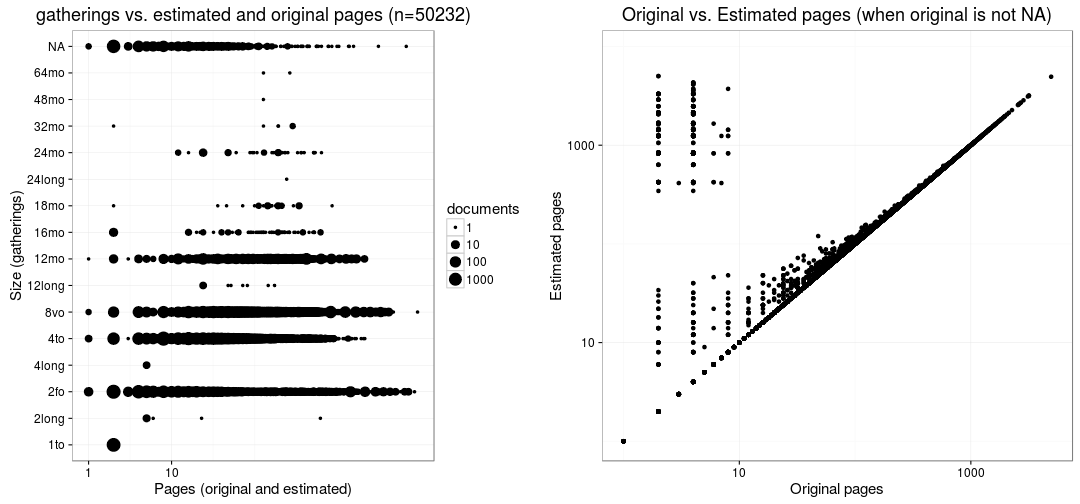 gatherings vs. estimated and original pages (n=50232)
Size (gatherings)
NA
64mo
48mo
32mo
24mo
24long
18mo
16mo
12mo
12long
8vo
4to
4long
2fo
2long
1to
1
10
Pages (original and estimated)
documents
1
10
100
1000
Original vs. Estimated pages (when original is not NA)
Estimated pages
1000
10
10
1000
Original pages